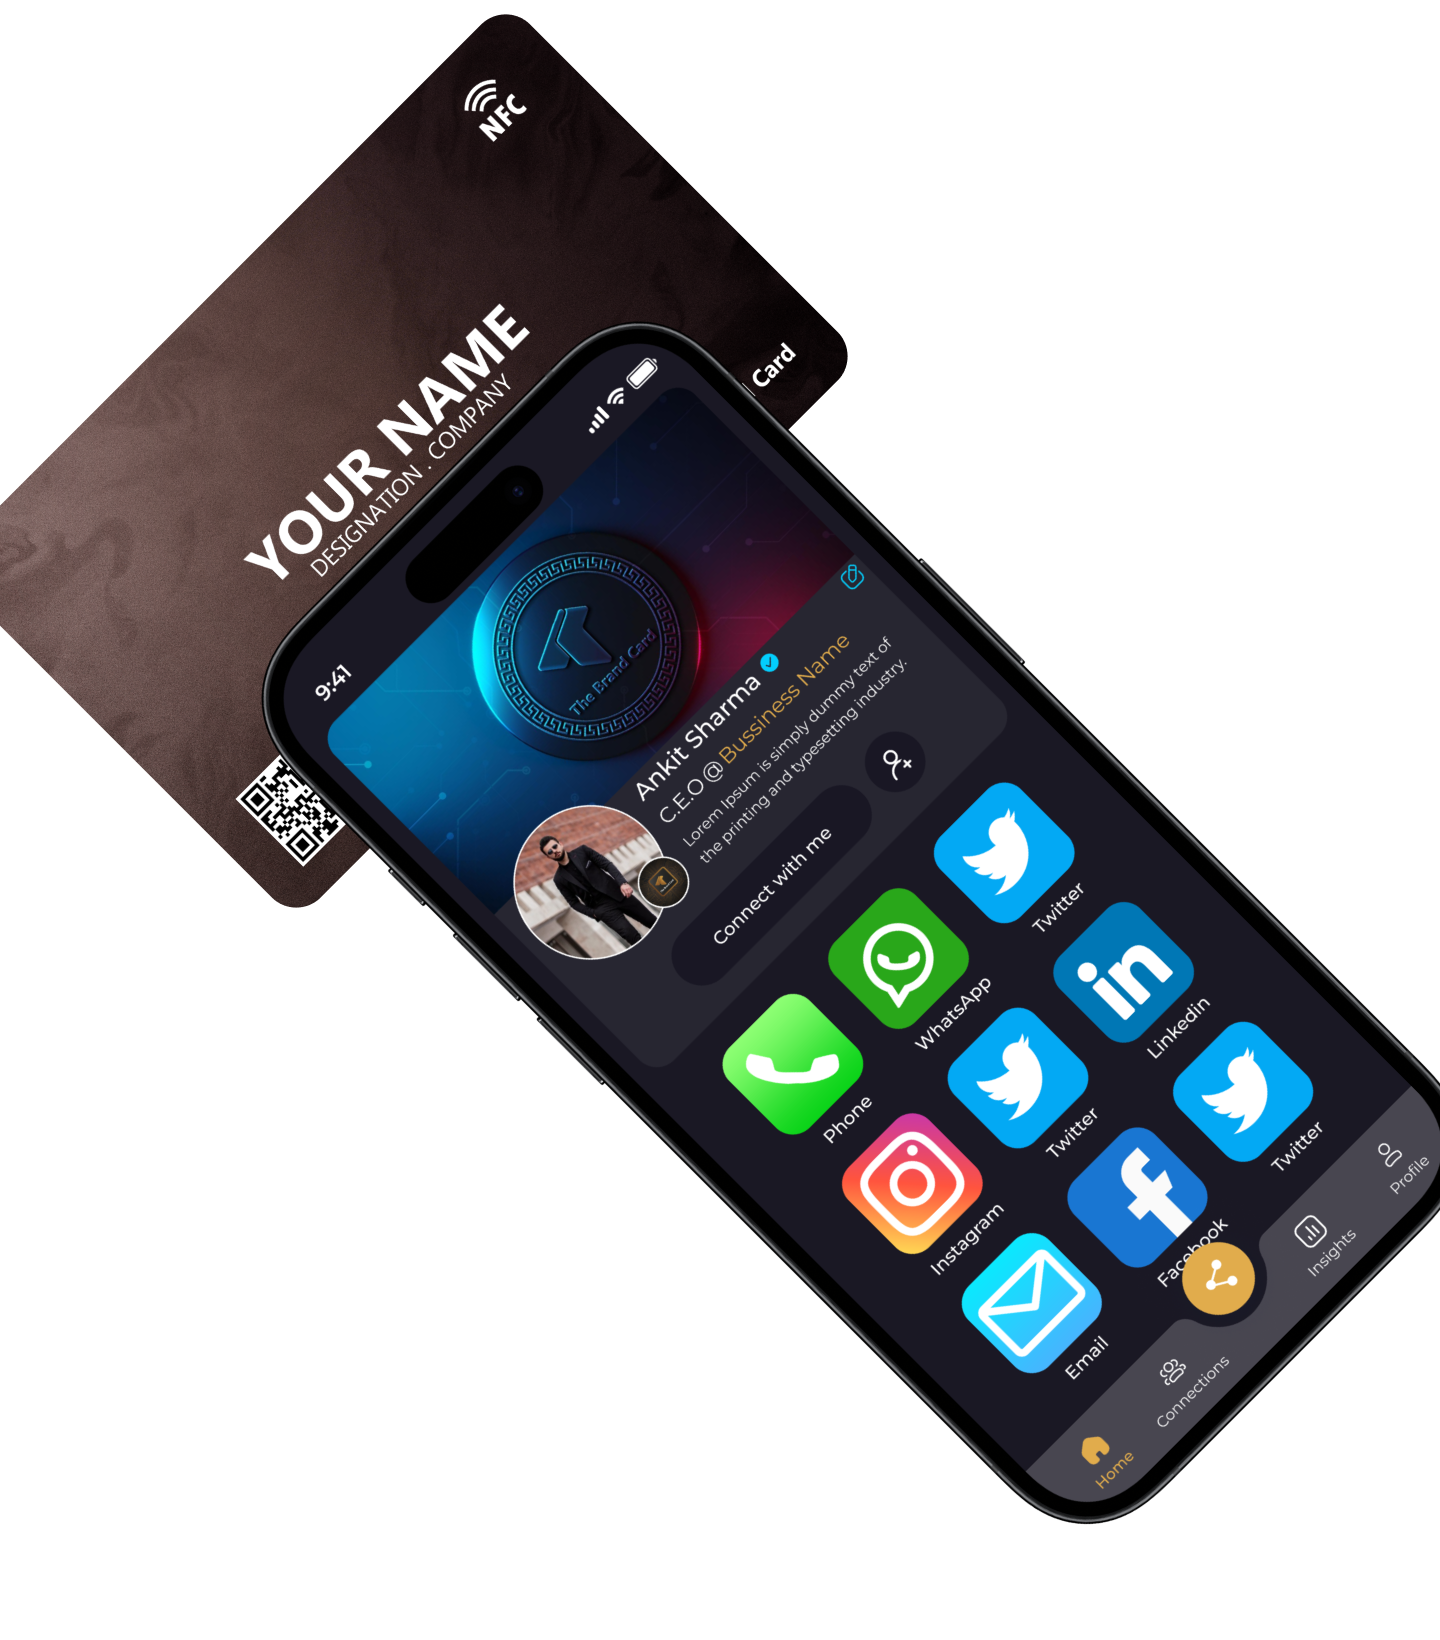 NFC
YOUR NAME
DESIGNATION . COMPANY
Card
9:41
The Brand Card
Ankit Sharma
C.E.O@ Bussiness Name
Lorem Ipsum is simply dummy text of
the printing and typesetting industry.
Connect with me
Phone
WhatsApp
Twitter
Instagram
Twitter
Linkedin
Email
Facebook
Twitter
Home
Connections
Insights
Profile